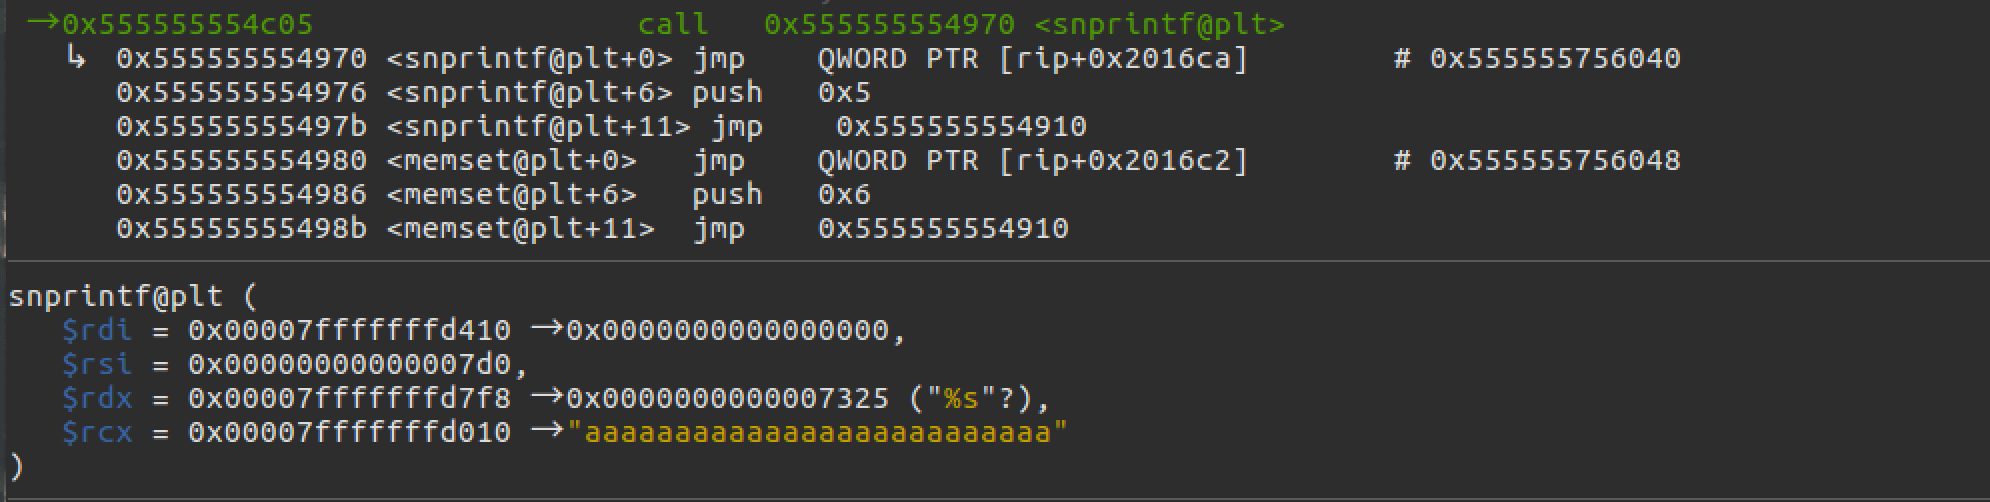 →0x555555554c05 call 0x555555554970 <snprintf@plt>
↳ 0x555555554970 <snprintf@plt+0> jmp QWORD PTR [rip+0x2016ca] # 0x555555756040
0x555555554976 <snprintf@plt+6> push 0x5
0x55555555497b <snprintf@plt+11> jmp 0x555555554910
0x555555554980 <memset@plt+0> jmp QWORD PTR [rip+0x2016c2] # 0x555555756048
0x555555554986 <memset@plt+6> push 0x6
0x55555555498b <memset@plt+11> jmp 0x555555554910
snprintf@plt (
$rdi = 0x00007fffffffd410 →0x0000000000000000,
$rsi = 0x00000000000007d0,
$rdx = 0x00007fffffffd7f8 →0x0000000000007325 ("%s"?),
$rcx = 0x00007fffffffd010 →"aaaaaaaaaaaaaaaaaaaaaaaaaa"
)